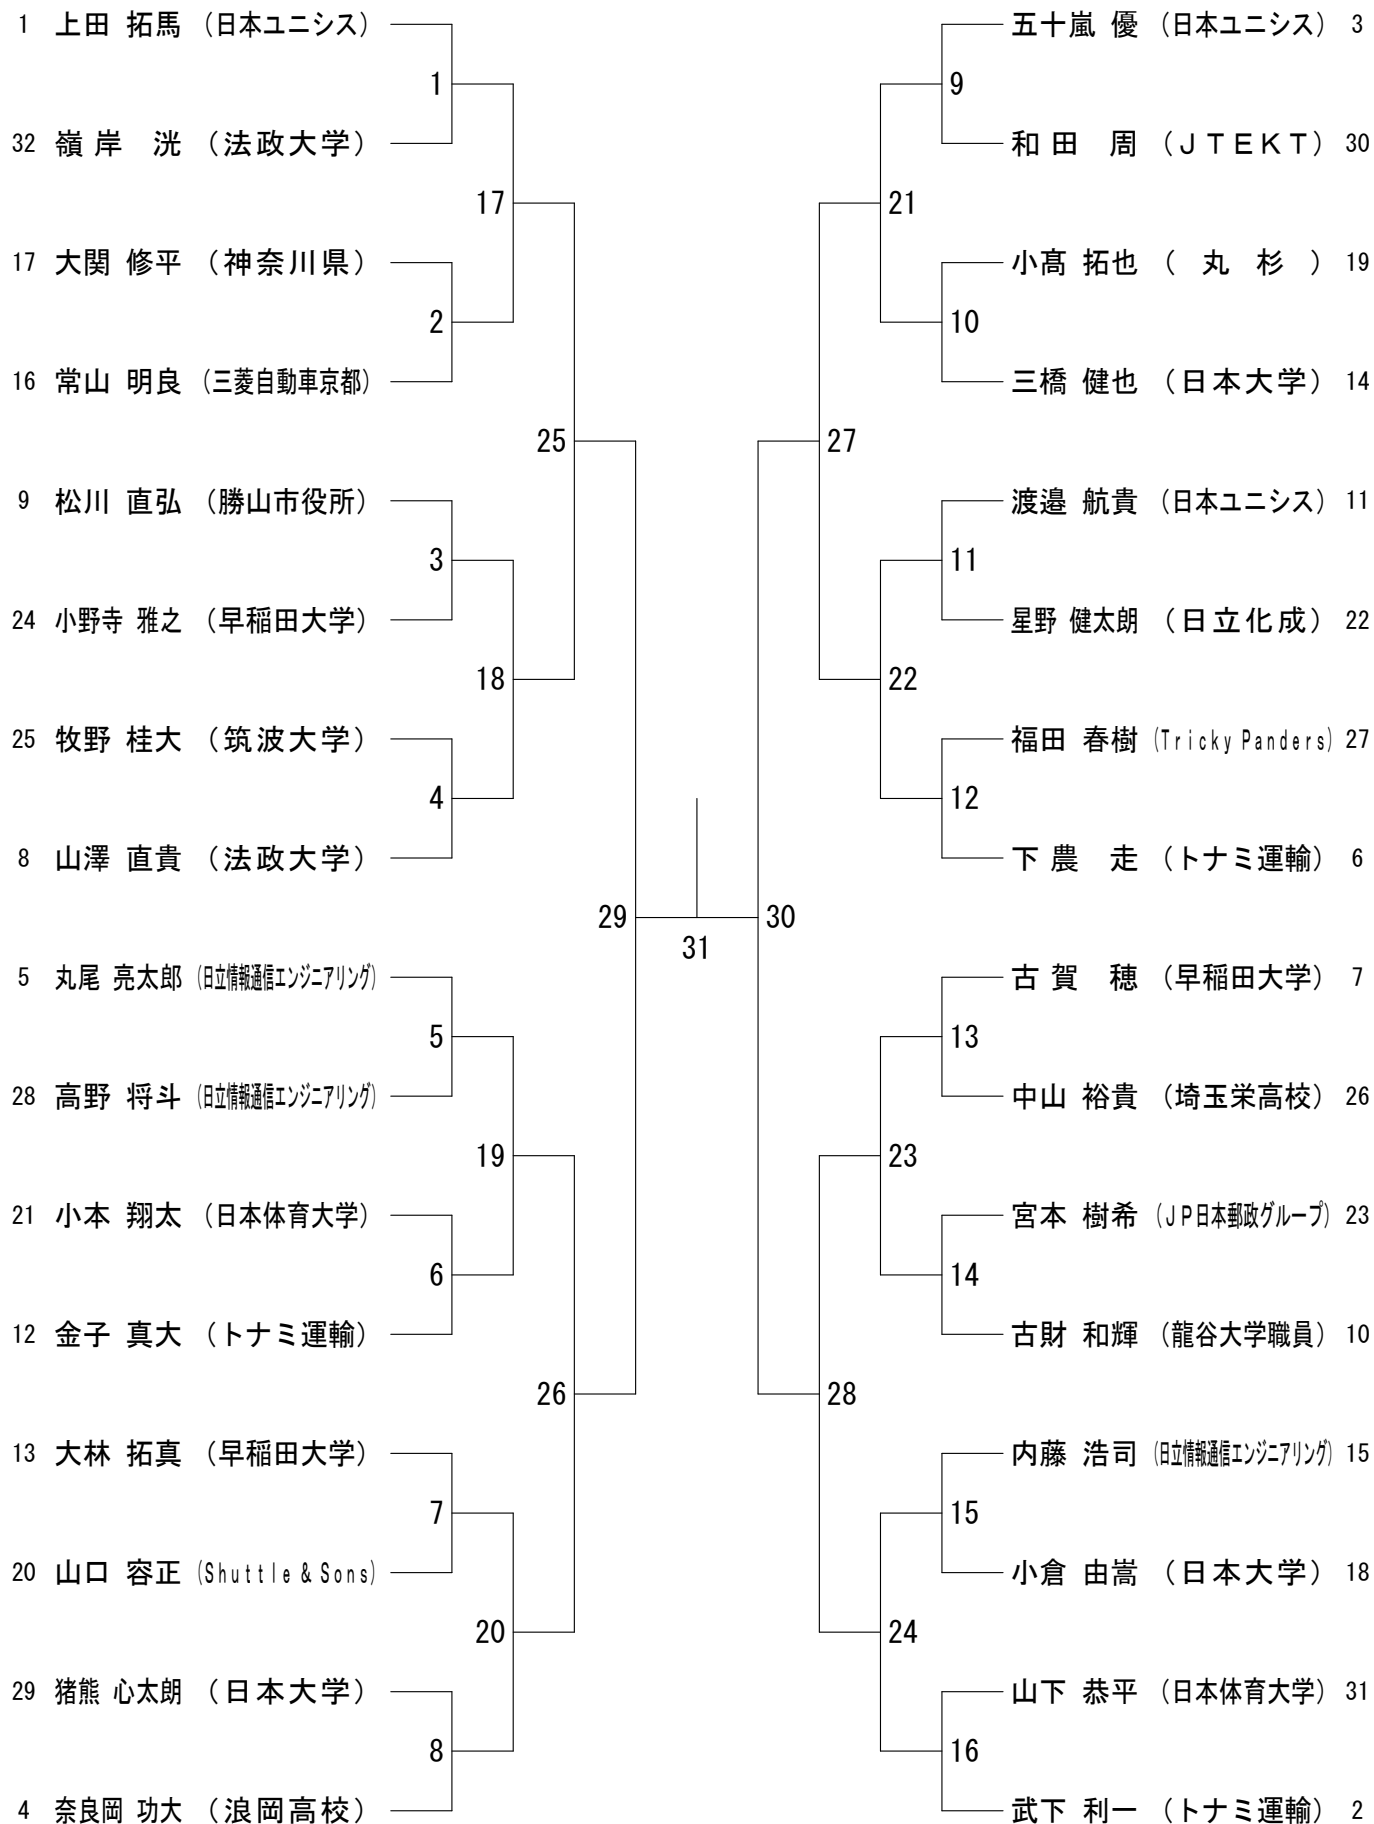 1 上田 拓馬 (日本ユニシス)
1
32 嶺岸 洸 (法政大学)
17
17 大関 修平 (神奈川県)
2
16 常山 明良 (三菱自動車京都)
25
9 松川 直弘 (勝山市役所)
3
24 小野寺 雅之 (早稲田大学)
18
25 牧野 桂大 (筑波大学)
4
8 山澤 直貴 (法政大学)
29
5 丸尾 亮太郎 (日立情報通信エンジニアリング)
5
28 高野 将斗 (日立情報通信エンジニアリング)
19
21 小本 翔太 (日本体育大学)
6
12 金子 真大 (トナミ運輸)
26
13 大林 拓真 (早稲田大学)
7
20 山口 容正 (Shuttle & Sons)
20
29 猪熊 心太朗 (日本大学)
8
4 奈良岡 功大 (浪岡高校)
31
五十嵐 優 (日本ユニシス) 3
9
和田 周 (JTEKT) 30
21
小髙 拓也 (丸杉) 19
10
三橋 健也 (日本大学) 14
27
渡邉 航貴 (日本ユニシス) 11
11
星野 健太朗 (日立化成) 22
22
福田 春樹 (Tricky Panders) 27
12
下農 走 (トナミ運輸) 6
30
古賀 穂 (早稲田大学) 7
13
中山 裕貴 (埼玉栄高校) 26
23
宮本 樹希 (JP日本郵政グループ) 23
14
古財 和輝 (龍谷大学職員) 10
28
内藤 浩司 (日立情報通信エンジニアリング) 15
15
小倉 由嵩 (日本大学) 18
24
山下 恭平 (日本体育大学) 31
16
武下 利一 (トナミ運輸) 2